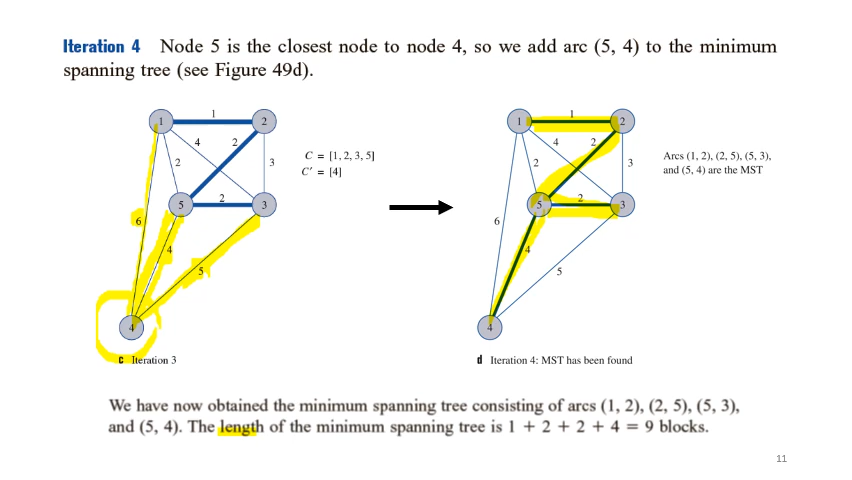 Iteration 4 Node 5 is the closest node to node 4, so we add arc (5, 4) to the minimum
spanning tree (see Figure 49d).
1
1
2
4
2
2
3
5
2
3
6
4
5
4
C = [1, 2, 3, 5]
C′ = [4]
c Iteration 3
1
1
2
4
2
2
3
5
2
3
6
4
5
4
Arcs (1, 2), (2, 5), (5, 3),
and (5, 4) are the MST
d Iteration 4: MST has been found
We have now obtained the minimum spanning tree consisting of arcs (1, 2), (2, 5), (5, 3),
and (5, 4). The length of the minimum spanning tree is 1 + 2 + 2 + 4 = 9 blocks.
11